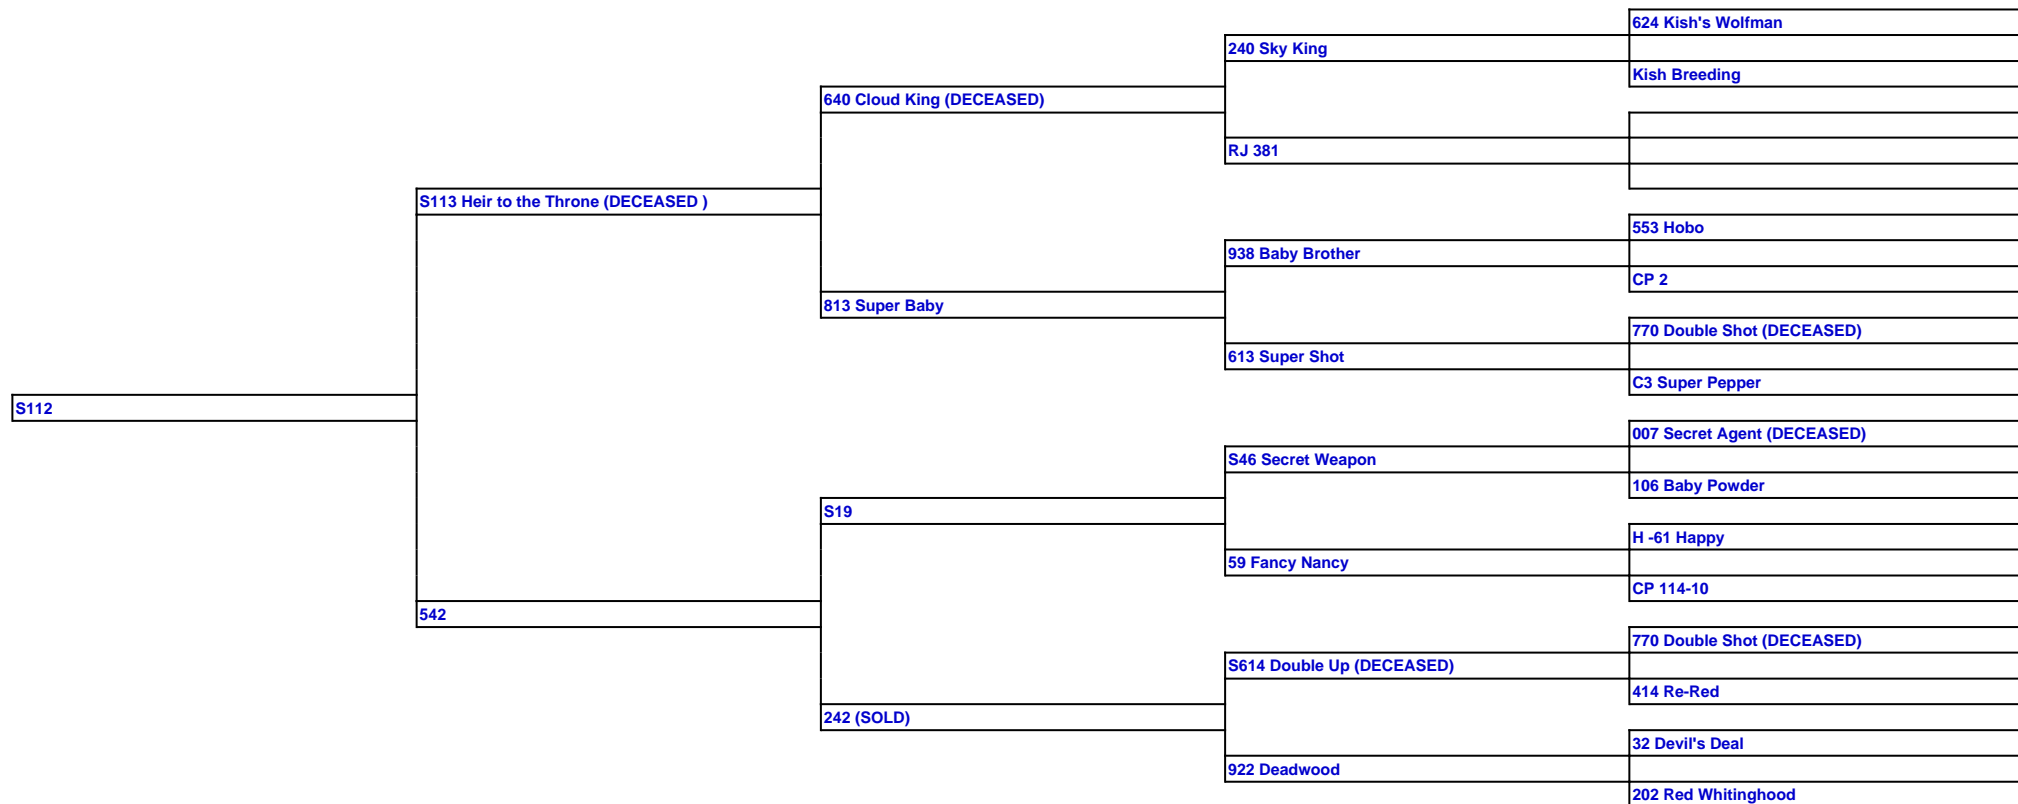 624 Kish's Wolfman
240 Sky King
Kish Breeding
640 Cloud King (DECEASED)
RJ 381
S113 Heir to the Throne (DECEASED )
553 Hobo
938 Baby Brother
CP 2
813 Super Baby
770 Double Shot (DECEASED)
613 Super Shot
C3 Super Pepper
S112
007 Secret Agent (DECEASED)
S46 Secret Weapon
106 Baby Powder
S19
H -61 Happy
59 Fancy Nancy
CP 114-10
542
770 Double Shot (DECEASED)
S614 Double Up (DECEASED)
414 Re-Red
242 (SOLD)
32 Devil's Deal
922 Deadwood
202 Red Whitinghood